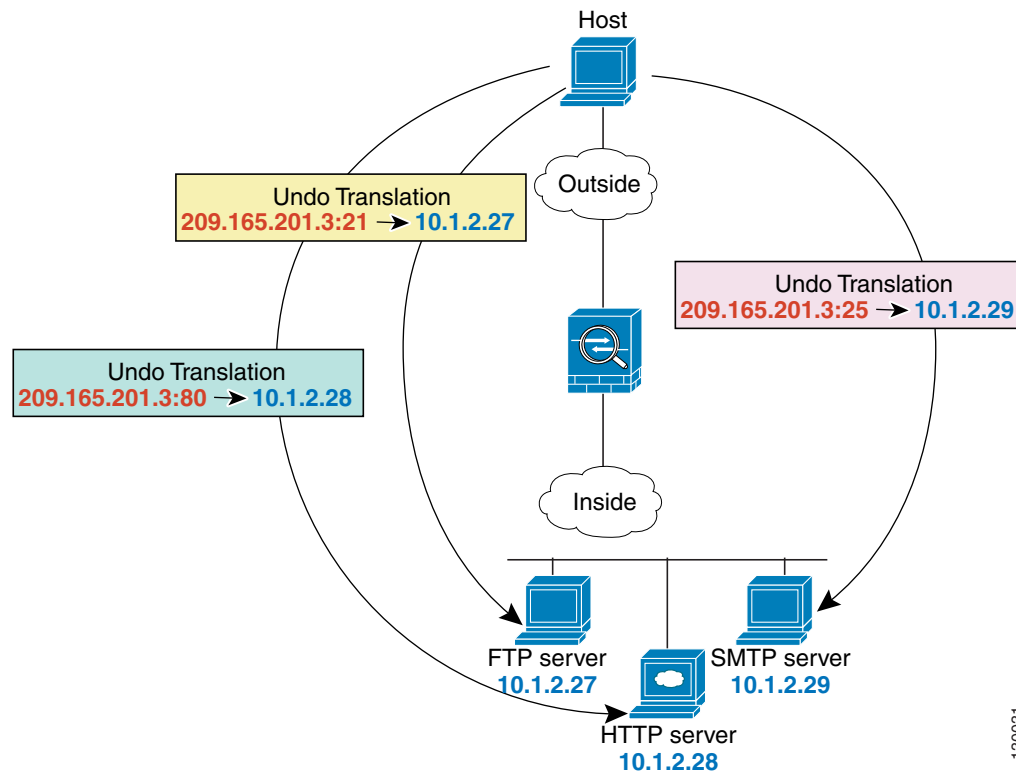 Host
Outside
Undo Translation
209.165.201.3:21 → 10.1.2.27
Undo Translation
209.165.201.3:25 → 10.1.2.29
Undo Translation
209.165.201.3:80 → 10.1.2.28
Inside
FTP server
10.1.2.27
SMTP server
10.1.2.29
HTTP server
10.1.2.28